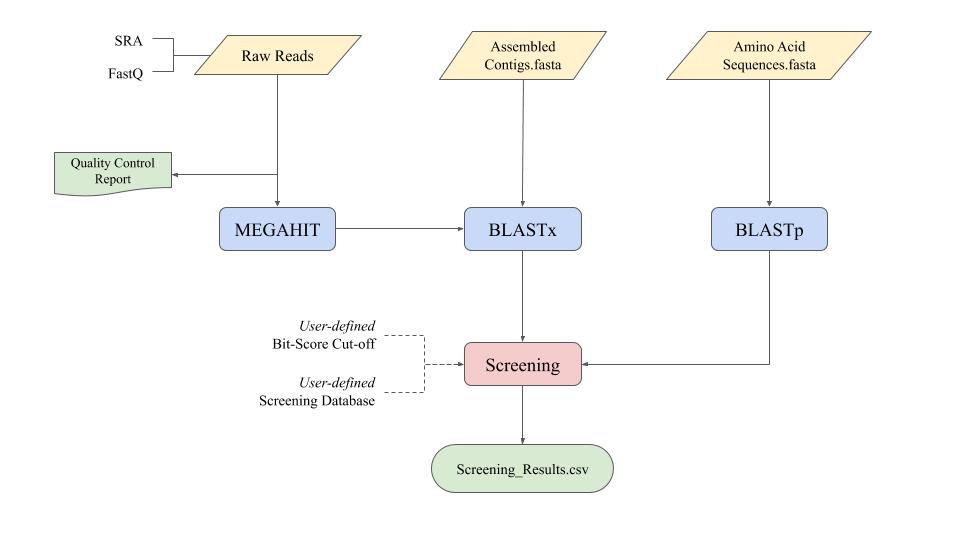 SRA
FastQ
Raw Reads
Assembled
Contigs.fasta
Amino Acid
Sequences.fasta
Quality Control
Report
MEGAHIT
BLASTx
BLASTp
User-defined
Bit-Score Cut-off
User-defined
Screening Database
Screening
Screening_Results.csv